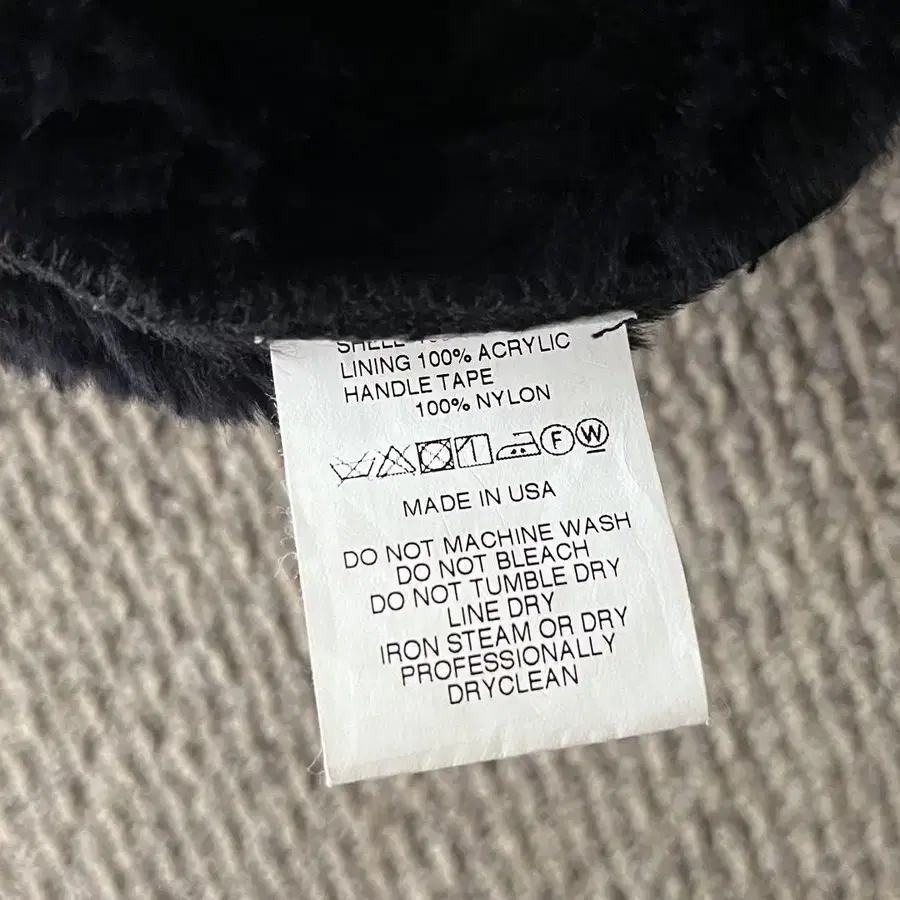 SHELL
LINING 100% ACRYLIC
HANDLE TAPE
100% NYLON
F W
MADE IN USA
DO NOT MACHINE WASH
DO NOT BLEACH
DO NOT TUMBLE DRY
LINE DRY
IRON STEAM OR DRY
PROFESSIONALLY
DRYCLEAN